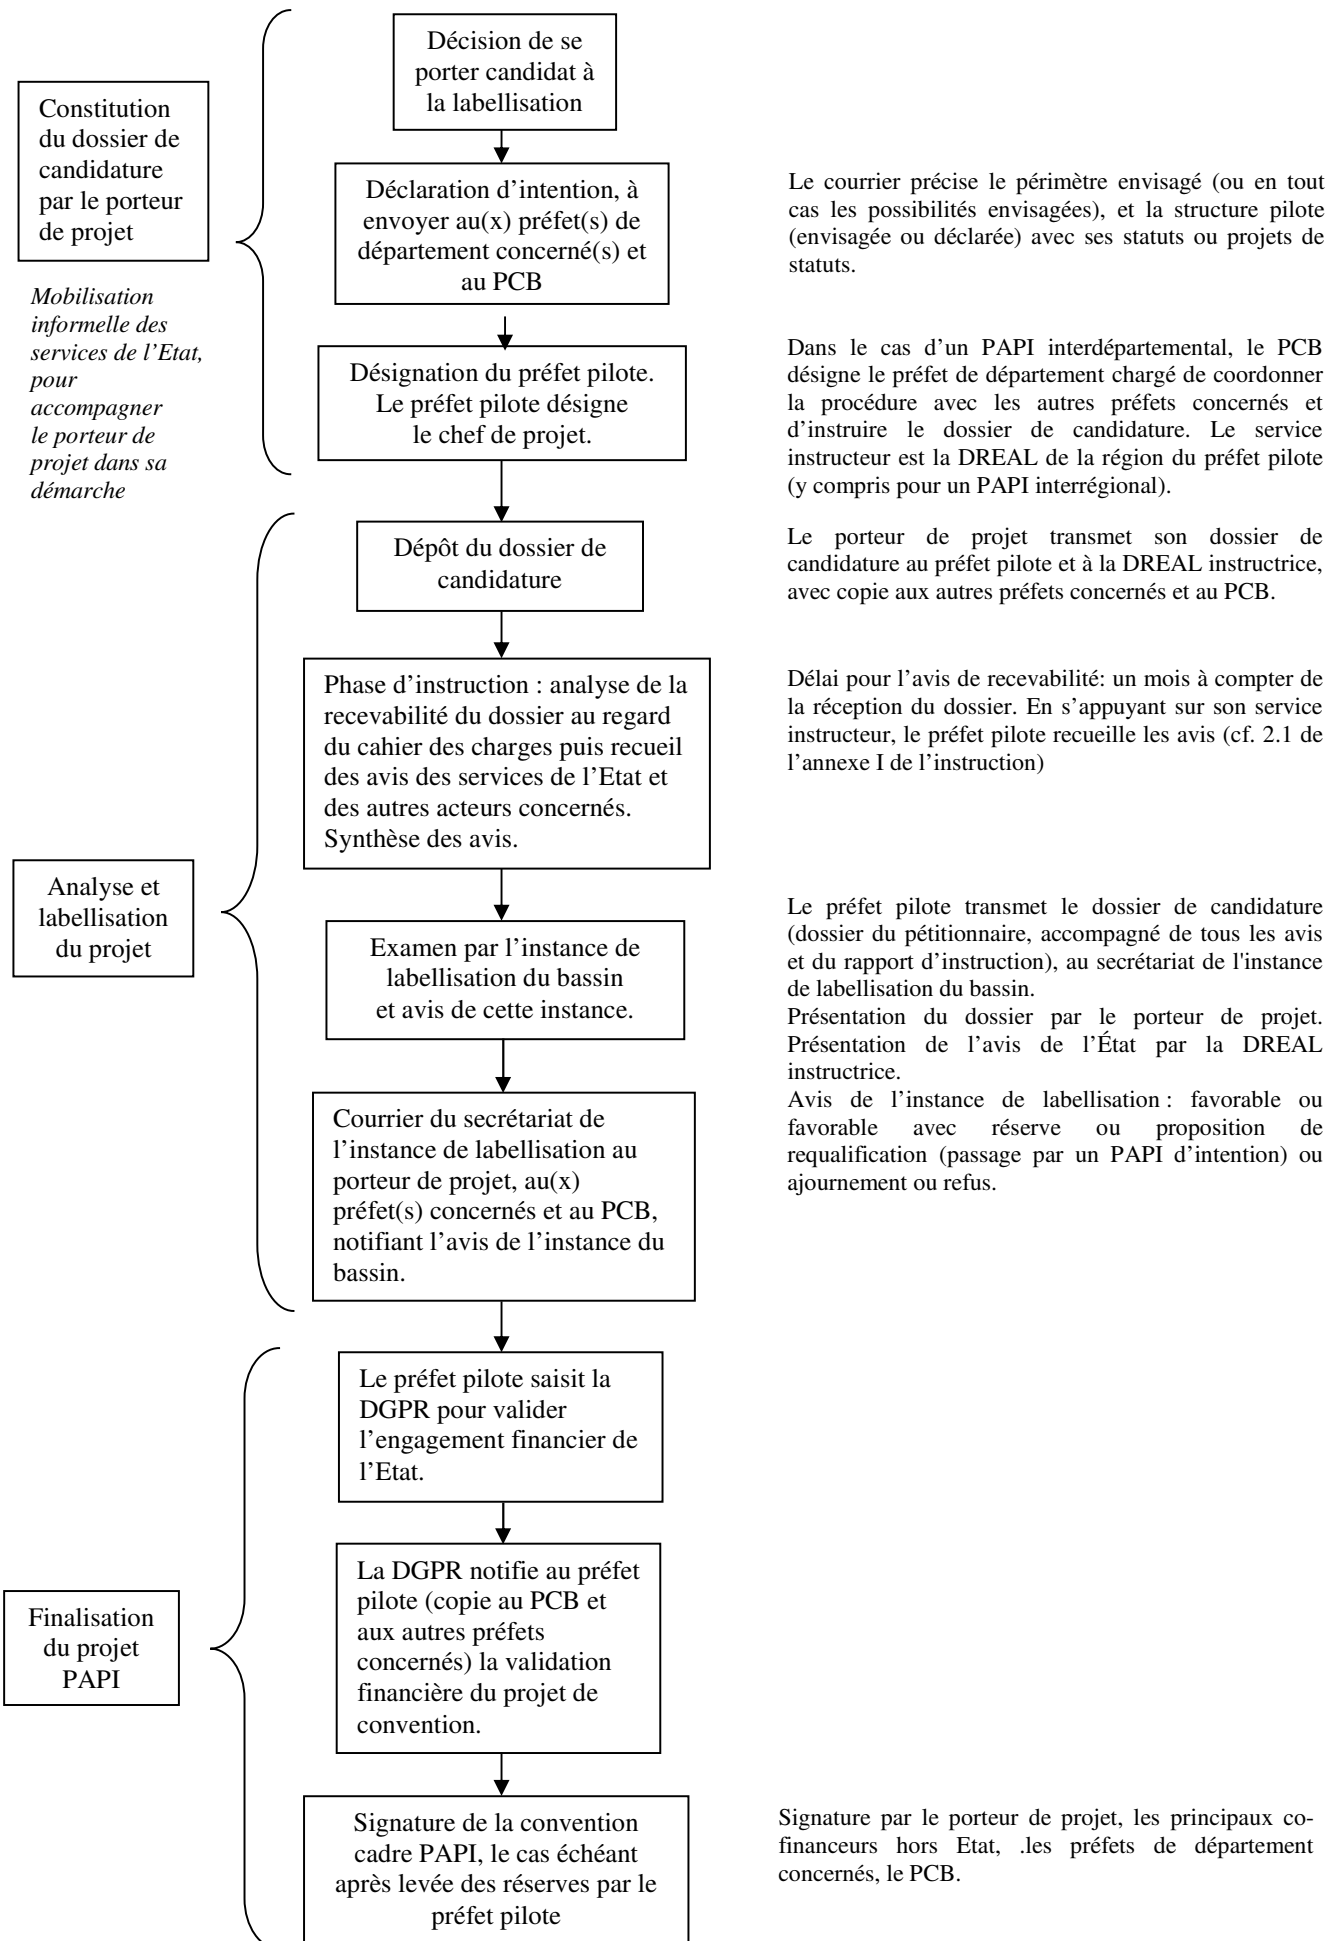 Décision de se
porter candidat à
la labellisation
Constitution
du dossier de
candidature
par le porteur
de projet
Mobilisation
informelle des
services de l’Etat,
pour
accompagner
le porteur de
projet dans sa
démarche
Déclaration d’intention, à
envoyer au(x) préfet(s) de
département concerné(s) et
au PCB
Le courrier précise le périmètre envisagé (ou en tout
cas les possibilités envisagées), et la structure pilote
(envisagée ou déclarée) avec ses statuts ou projets de
statuts.
Désignation du préfet pilote.
Le préfet pilote désigne
le chef de projet.
Dans le cas d’un PAPI interdépartemental, le PCB
désigne le préfet de département chargé de coordonner
la procédure avec les autres préfets concernés et
d’instruire le dossier de candidature. Le service
instructeur est la DREAL de la région du préfet pilote
(y compris pour un PAPI interrégional).
Dépôt du dossier de
candidature
Le porteur de projet transmet son dossier de
candidature au préfet pilote et à la DREAL instructrice,
avec copie aux autres préfets concernés et au PCB.
Phase d’instruction : analyse de la
recevabilité du dossier au regard
du cahier des charges puis recueil
des avis des services de l’Etat et
des autres acteurs concernés.
Synthèse des avis.
Délai pour l’avis de recevabilité: un mois à compter de
la réception du dossier. En s’appuyant sur son service
instructeur, le préfet pilote recueille les avis (cf. 2.1 de
l’annexe I de l’instruction)
Analyse et
labellisation
du projet
Examen par l’instance de
labellisation du bassin
et avis de cette instance.
Le préfet pilote transmet le dossier de candidature
(dossier du pétitionnaire, accompagné de tous les avis
et du rapport d’instruction), au secrétariat de l'instance
de labellisation du bassin.
Présentation du dossier par le porteur de projet.
Présentation de l’avis de l’État par la DREAL
instructrice.
Avis de l’instance de labellisation : favorable ou
favorable avec réserve ou proposition de
requalification (passage par un PAPI d’intention) ou
ajournement ou refus.
Courrier du secrétariat de
l’instance de labellisation au
porteur de projet, au(x)
préfet(s) concernés et au PCB,
notifiant l’avis de l’instance du
bassin.
Le préfet pilote saisit la
DGPR pour valider
l’engagement financier de
l’Etat.
La DGPR notifie au préfet
pilote (copie au PCB et
aux autres préfets
concernés) la validation
financière du projet de
convention.
Finalisation
du projet
PAPI
Signature de la convention
cadre PAPI, le cas échéant
après levée des réserves par le
préfet pilote
Signature par le porteur de projet, les principaux co-
financeurs hors Etat, .les préfets de département
concernés, le PCB.